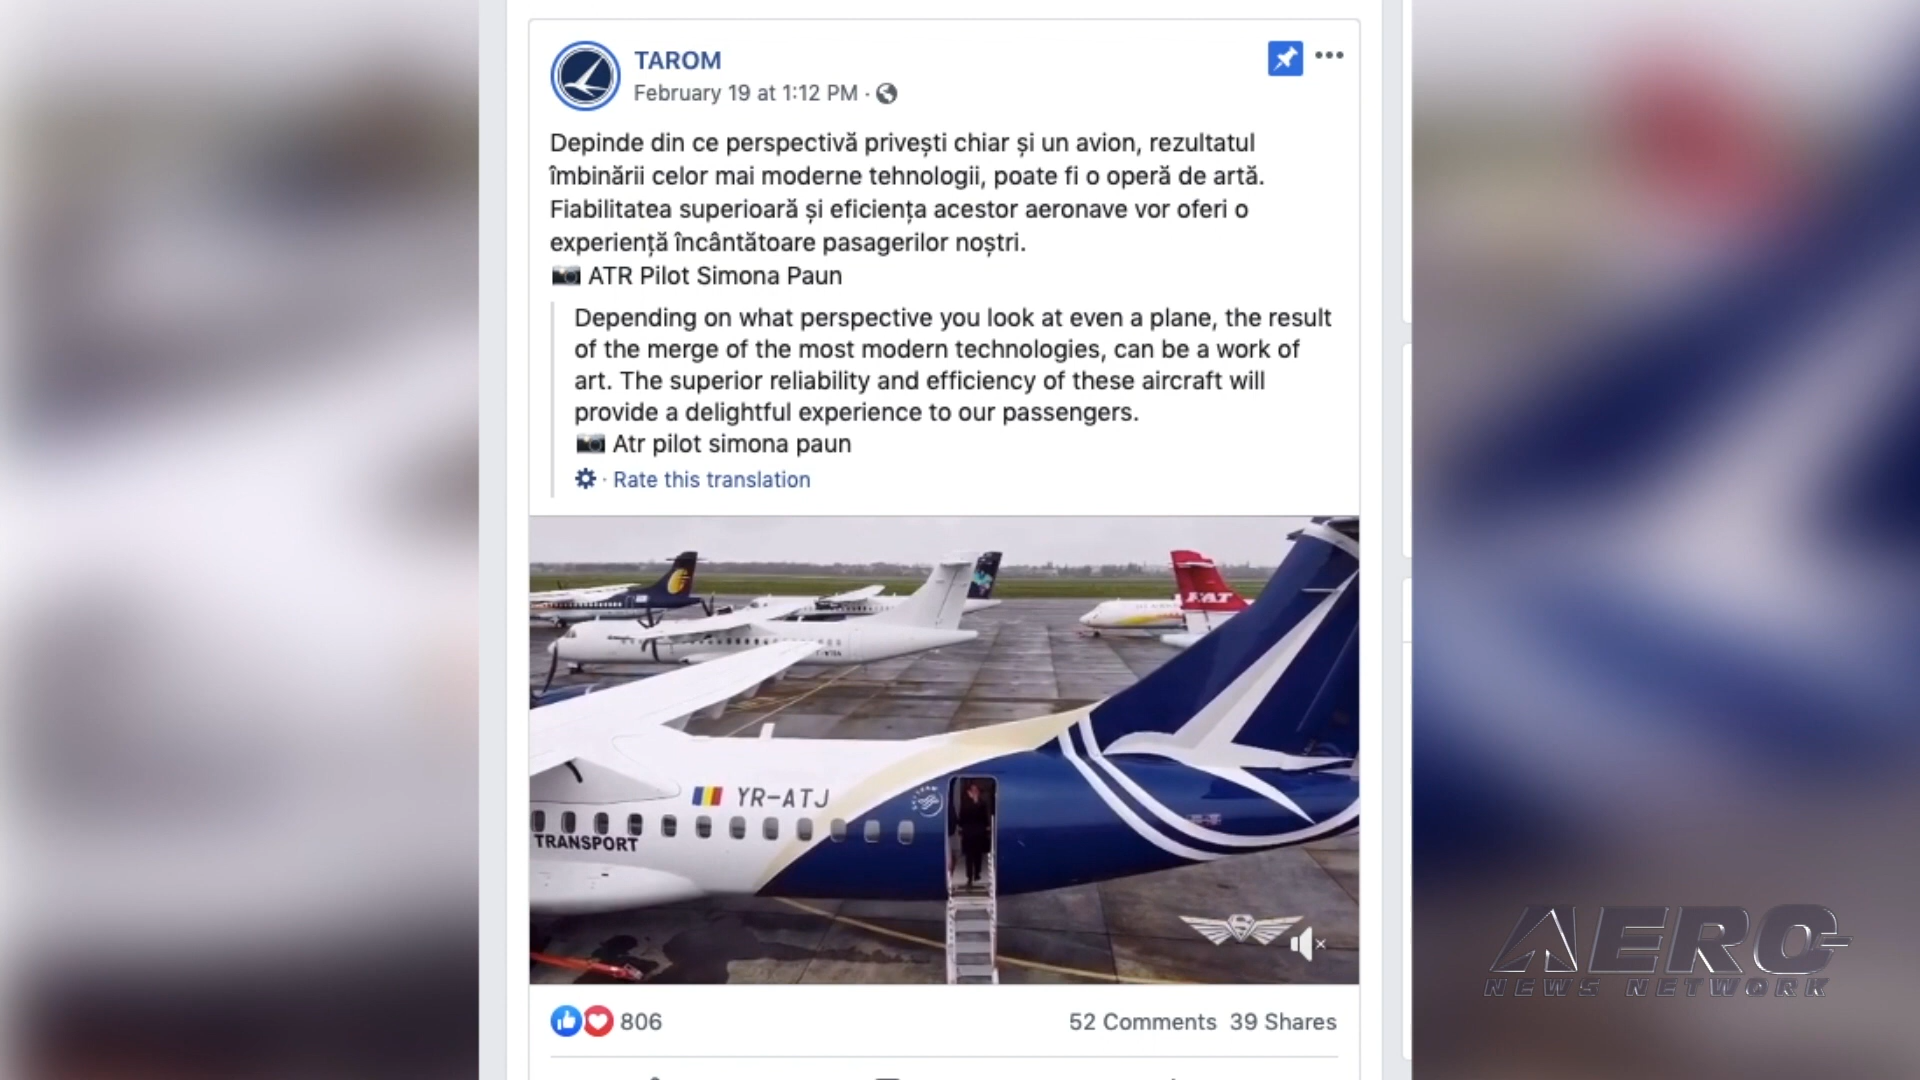 TAROM
February 19 at 1:12 PM ·
Depinde din ce perspectivă privești chiar și un avion, rezultatul
îmbinării celor mai moderne tehnologii, poate fi o operă de artă.
Fiabilitatea superioară și eficiența acestor aeronave vor oferi o
experiență încântătoare pasagerilor noștri.
📷 ATR Pilot Simona Paun
Depending on what perspective you look at even a plane, the result
of the merge of the most modern technologies, can be a work of
art. The superior reliability and efficiency of these aircraft will
provide a delightful experience to our passengers.
📷 Atr pilot simona paun
· Rate this translation
FAT
YR-ATJ
TRANSPORT
AERO
NEWS NETWORK
806
52 Comments 39 Shares